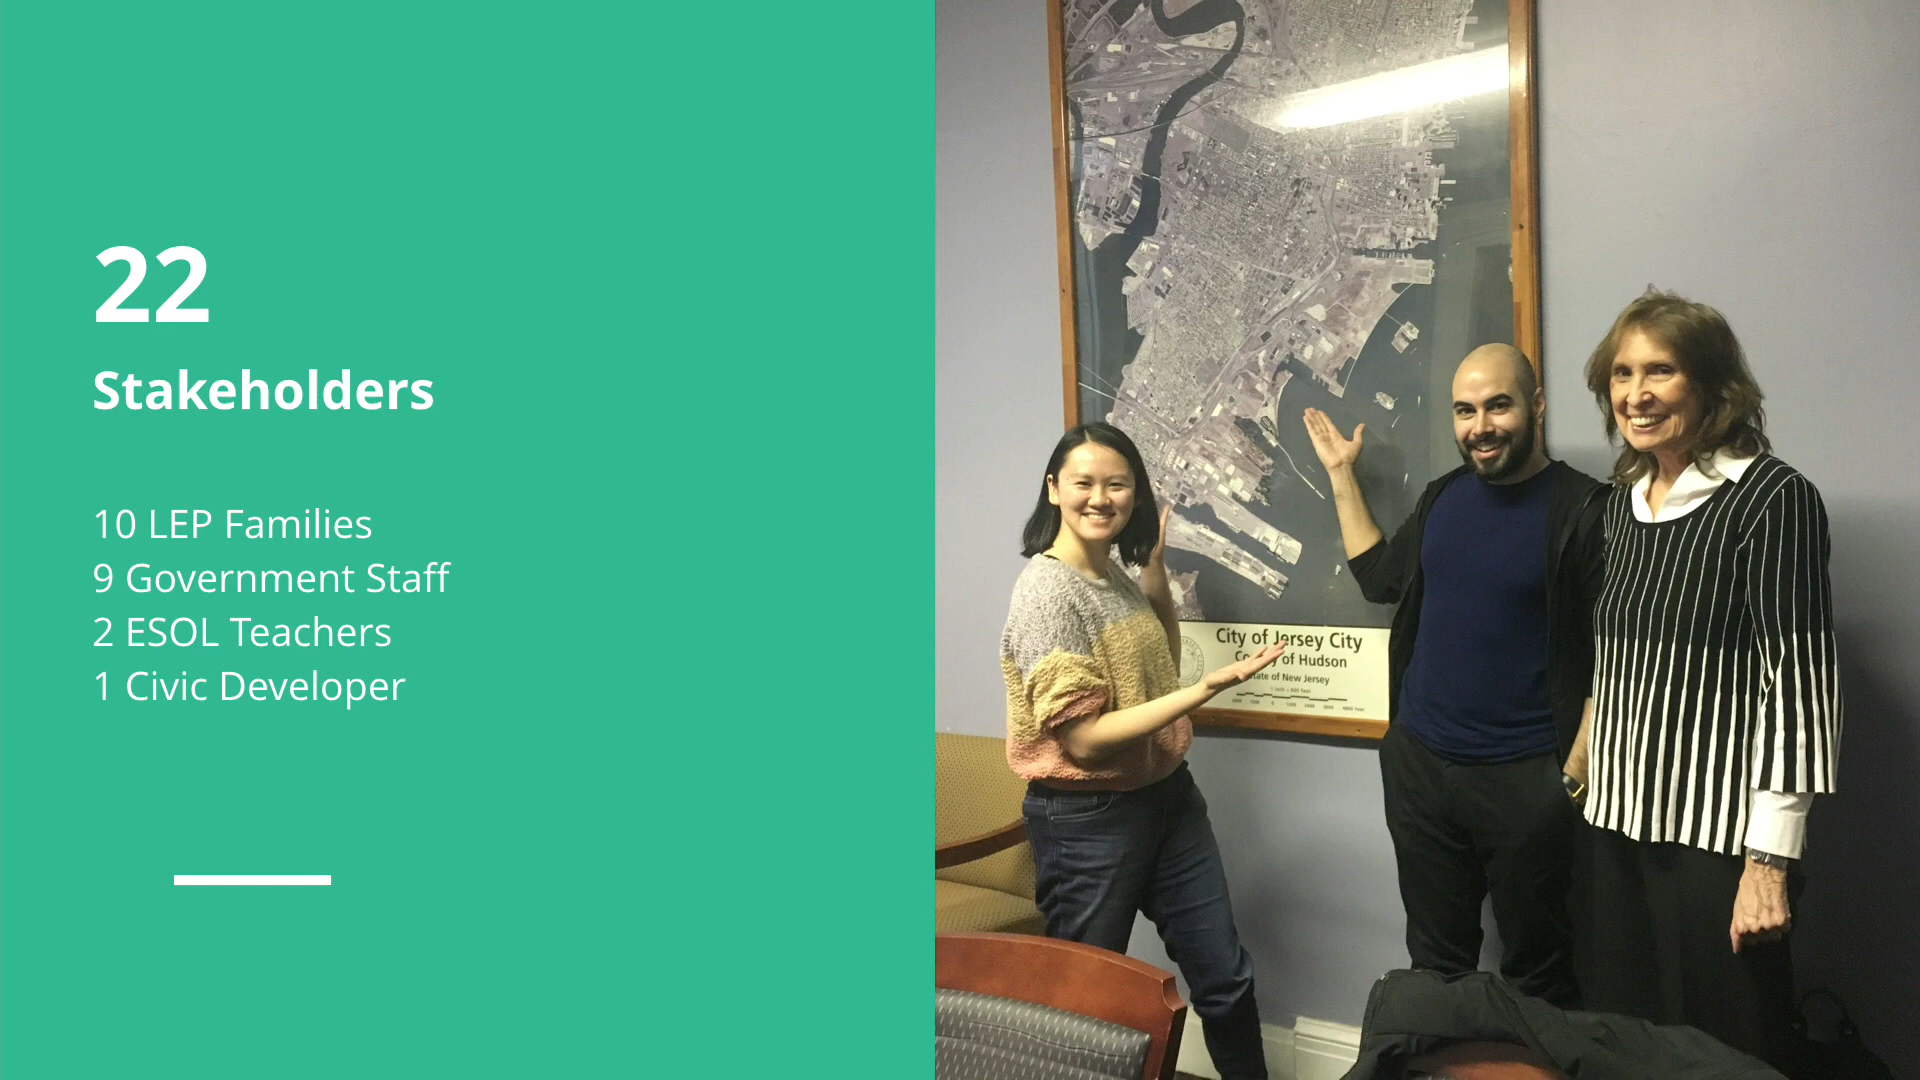 22
Stakeholders
10 LEP Families
9 Government Staff
2 ESOL Teachers
1 Civic Developer
City of Jersey City
of Hudson
State of New Jersey